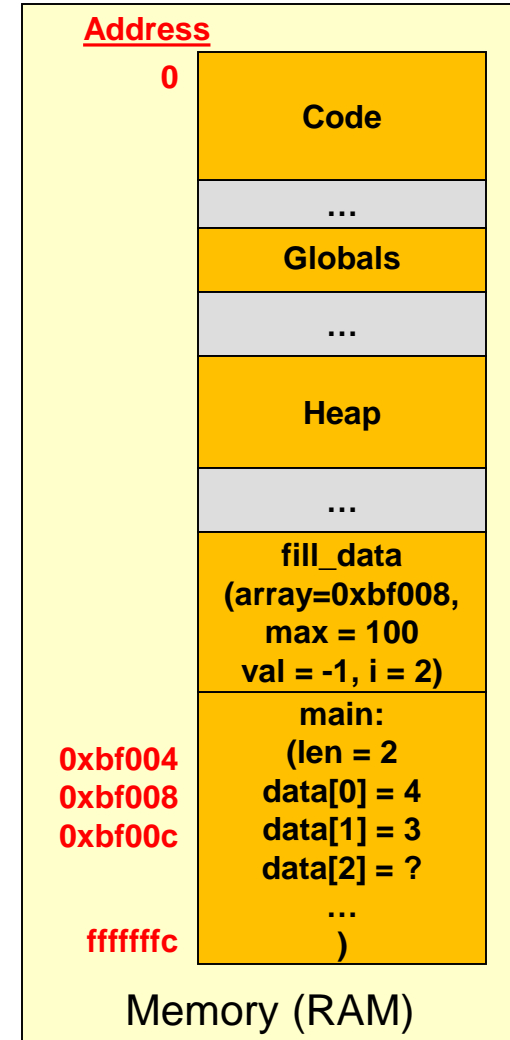 Address
0
Code
…
Globals
…
Heap
…
fill_data
(array=0xbf008,
max = 100
val = -1, i = 2)
main:
0xbf004 (len = 2
0xbf008 data[0] = 4
0xbf00c data[1] = 3
data[2] = ?
…
fffffffc )
Memory (RAM)